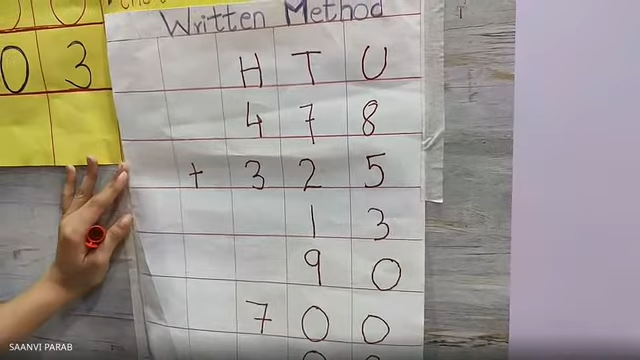 Written Method
H T U
4 7 8
+ 3 2 5
1 3
9 0
7 0 0
0 3
SAANVI PARAB